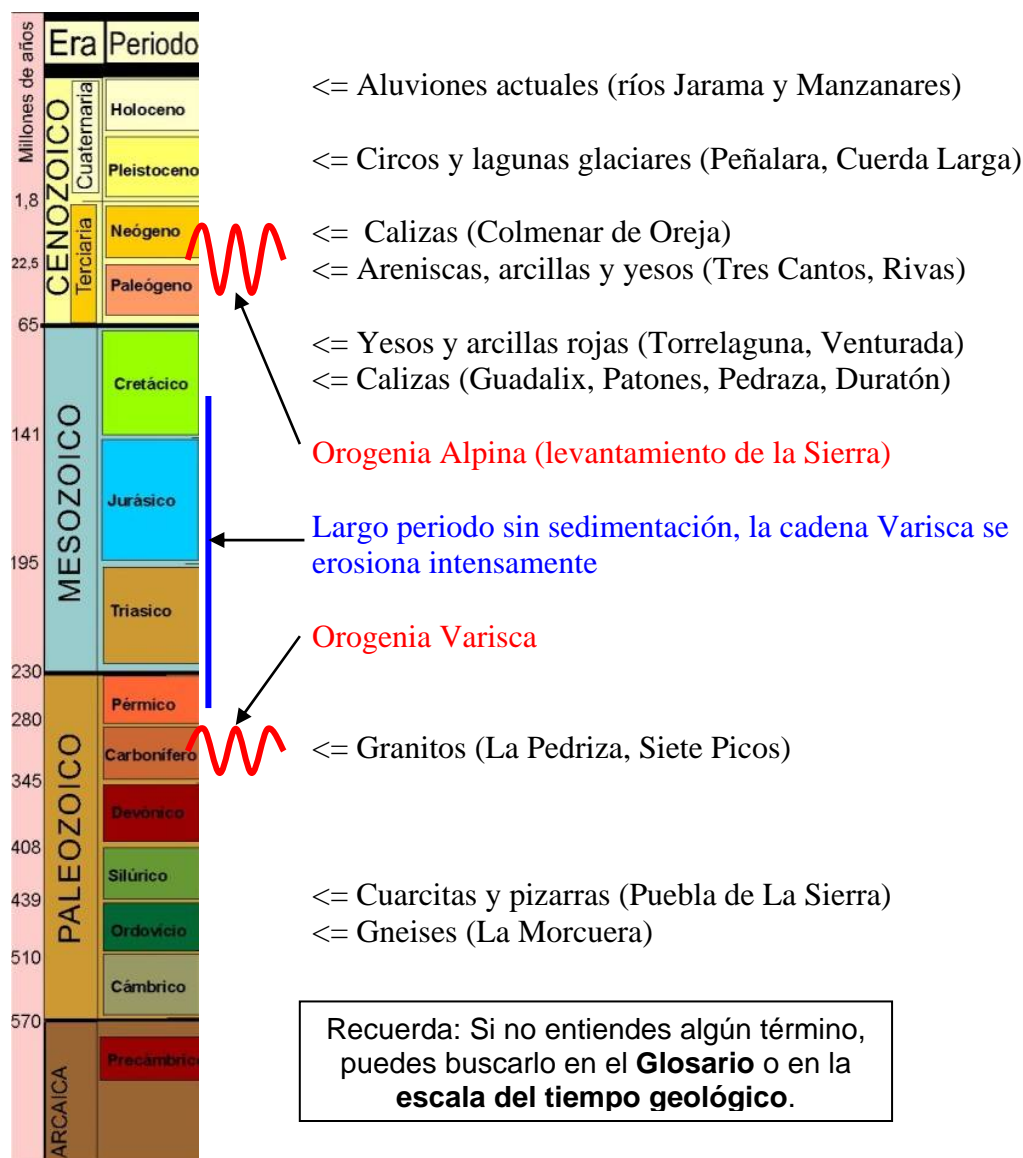 Millones de años
Era
Periodo
CENOZOICO
Cuaternaria
Holoceno
<= Aluviones actuales (ríos Jarama y Manzanares)
Pleistoceno
<= Circos y lagunas glaciares (Peñalara, Cuerda Larga)
1,8
Terciaria
Neógeno
<= Calizas (Colmenar de Oreja)
22,5
<= Areniscas, arcillas y yesos (Tres Cantos, Rivas)
Paleógeno
65
MESOZOICO
<= Yesos y arcillas rojas (Torrelaguna, Venturada)
Cretácico
<= Calizas (Guadalix, Patones, Pedraza, Duratón)
141
Orogenia Alpina (levantamiento de la Sierra)
Jurásico
Largo periodo sin sedimentación, la cadena Varisca se
erosiona intensamente
195
Triasico
Orogenia Varisca
230
PALEOZOICO
Pérmico
280
Carbonífero
<= Granitos (La Pedriza, Siete Picos)
345
Devónico
408
Silúrico
<= Cuarcitas y pizarras (Puebla de La Sierra)
439
Ordovicio
<= Gneises (La Morcuera)
510
Cámbrico
570
ARCAICA
Precámbrico
Recuerda: Si no entiendes algún término,
puedes buscarlo en el Glosario o en la
escala del tiempo geológico.